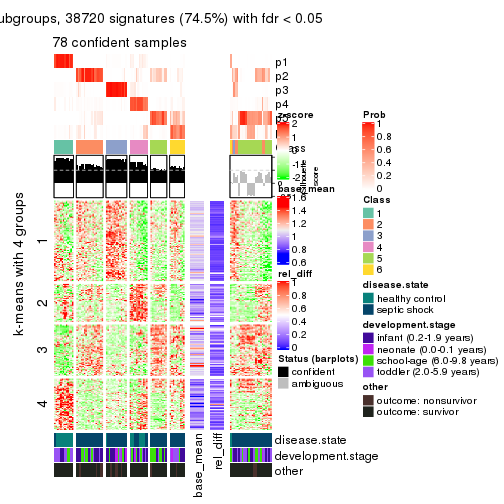 ubgroups, 38720 signatures (74.5%) with fdr < 0.05
78 confident samples
p1
p2
p3
p4
Class
silhouette
score
k-means with 4 groups
1
2
3
4
z-score
2
1
0
-1
base_mean
1.6
1.4
1.2
1
0.8
0.6
rel_diff
1
0.8
0.6
0.4
0.2
0
Status (barplots)
confident
ambiguous
Prob
1
0.8
0.6
0.4
0.2
0
Class
1
2
3
4
5
6
disease.state
healthy control
septic shock
development.stage
infant (0.2-1.9 years)
neonate (0.0-0.1 years)
school-age (6.0-9.8 years)
toddler (2.0-5.9 years)
other
outcome: nonsurvivor
outcome: survivor
disease.state
development.stage
other
base_mean
rel_diff